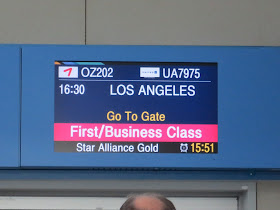 OZ202 UA7975
16:30 LOS ANGELES
Go To Gate
First/Business Class
Star Alliance Gold 15:51